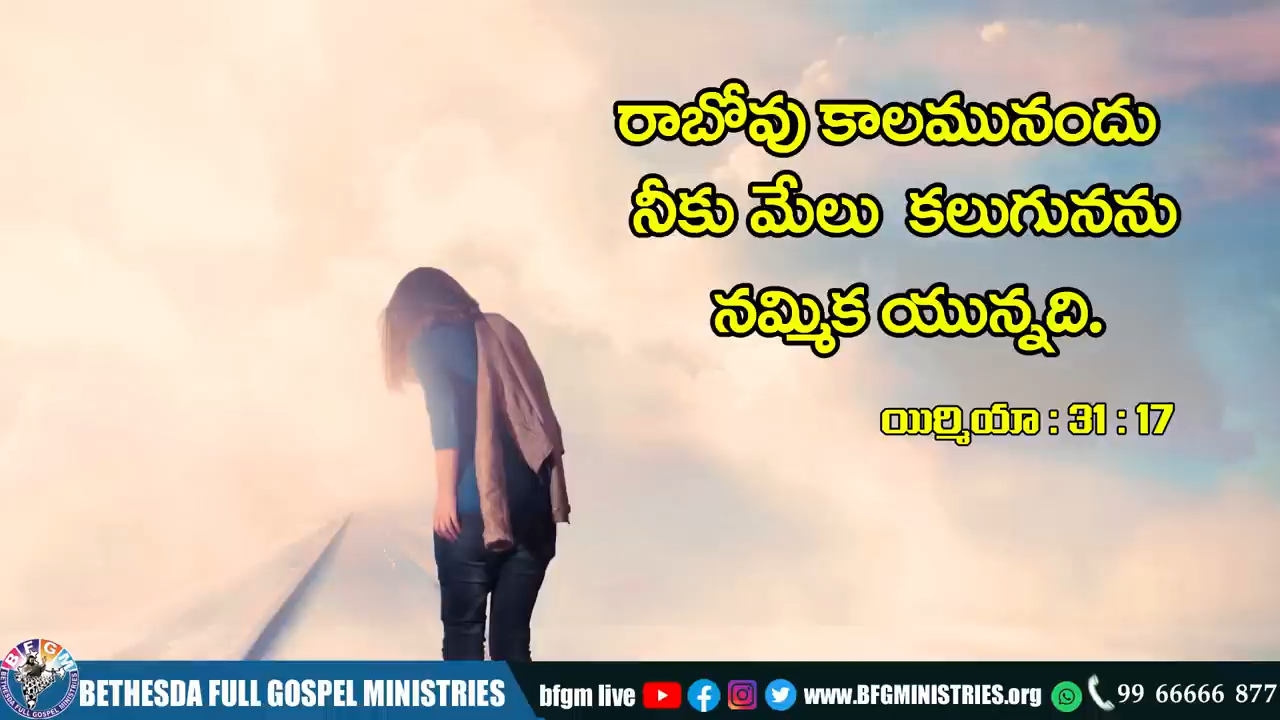 రాబోవు కాలమునందు
నీకు మేలు కలుగునను
నమ్మిక యున్నది.
యిర్మియా : 31 : 17
BFGM
BETHESDA FULL GOSPEL MINISTRIES bfgm live www.BFGMINISTRIES.org 99 66666 877